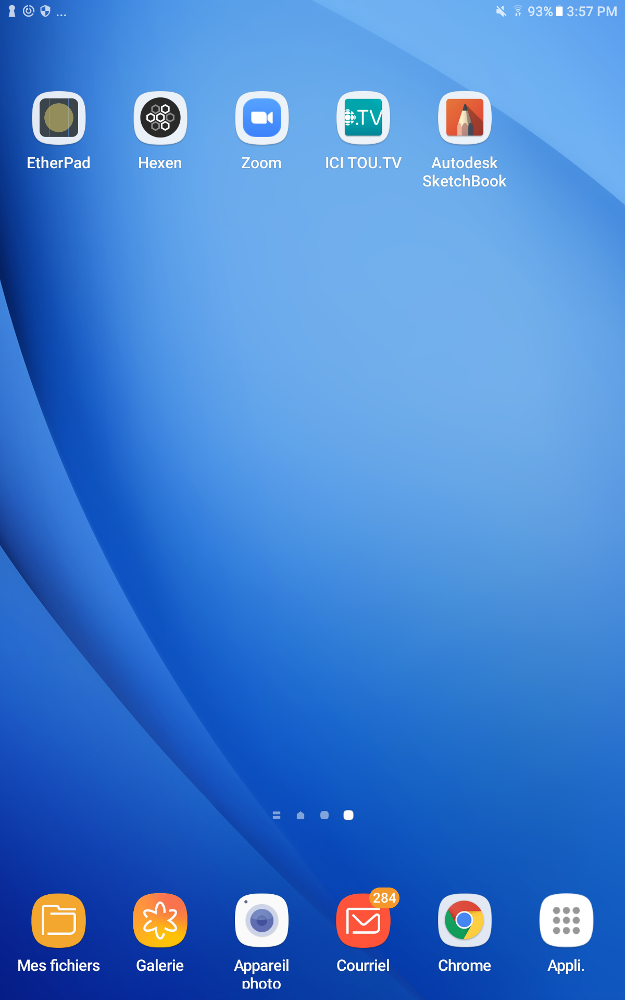 ... 93% 3:57 PM
.TV
EtherPad Hexen Zoom ICI TOU.TV Autodesk
SketchBook
284
Mes fichiers Galerie Appareil Courriel Chrome Appli.
photo